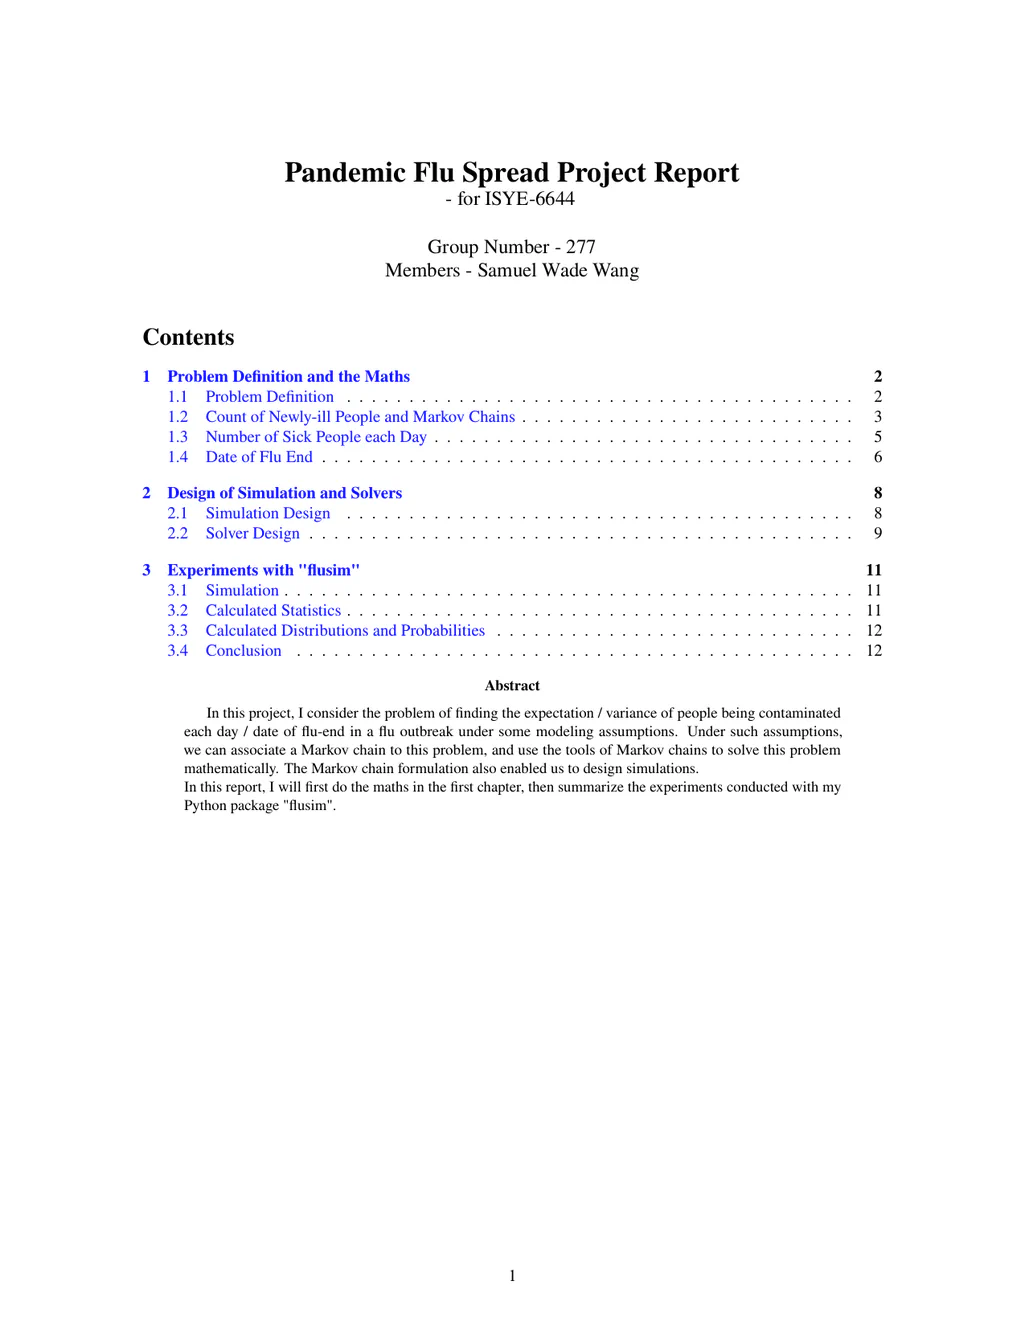 Pandemic Flu Spread Project Report
- for ISYE-6644
Group Number - 277
Members - Samuel Wade Wang
Contents
1 Problem Definition and the Maths 2
1.1 Problem Definition . . . . . . . . . . . . . . . . . . . . . . . . . . . . . . . . . . . . . . . . . 2
1.2 Count of Newly-ill People and Markov Chains . . . . . . . . . . . . . . . . . . . . . . . . . . . 3
1.3 Number of Sick People each Day . . . . . . . . . . . . . . . . . . . . . . . . . . . . . . . . . . 5
1.4 Date of Flu End . . . . . . . . . . . . . . . . . . . . . . . . . . . . . . . . . . . . . . . . . . . 6
2 Design of Simulation and Solvers 8
2.1 Simulation Design . . . . . . . . . . . . . . . . . . . . . . . . . . . . . . . . . . . . . . . . . 8
2.2 Solver Design . . . . . . . . . . . . . . . . . . . . . . . . . . . . . . . . . . . . . . . . . . . . 9
3 Experiments with "flusim" 11
3.1 Simulation . . . . . . . . . . . . . . . . . . . . . . . . . . . . . . . . . . . . . . . . . . . . . . 11
3.2 Calculated Statistics . . . . . . . . . . . . . . . . . . . . . . . . . . . . . . . . . . . . . . . . . 11
3.3 Calculated Distributions and Probabilities . . . . . . . . . . . . . . . . . . . . . . . . . . . . . 12
3.4 Conclusion . . . . . . . . . . . . . . . . . . . . . . . . . . . . . . . . . . . . . . . . . . . . . 12
Abstract
In this project, I consider the problem of finding the expectation / variance of people being contaminated
each day / date of flu-end in a flu outbreak under some modeling assumptions. Under such assumptions,
we can associate a Markov chain to this problem, and use the tools of Markov chains to solve this problem
mathematically. The Markov chain formulation also enabled us to design simulations.
In this report, I will first do the maths in the first chapter, then summarize the experiments conducted with my
Python package "flusim".
1